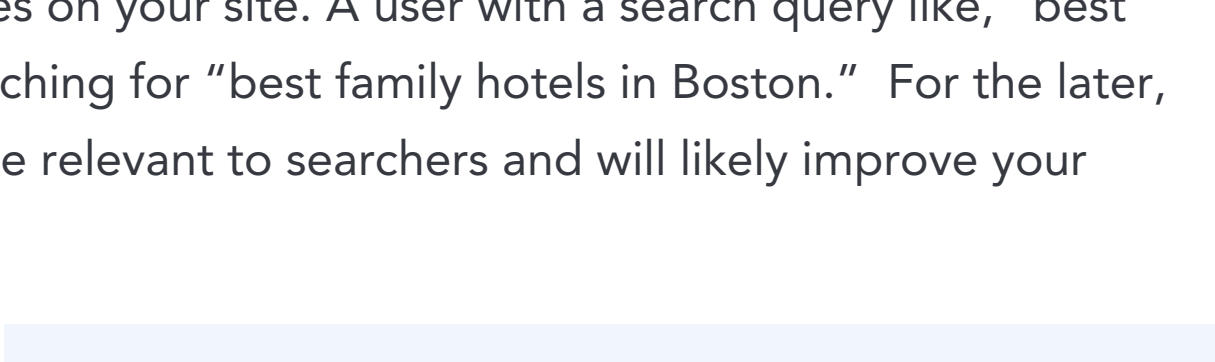 es on your site. A user with a search query like, “best
ching for “best family hotels in Boston.”  For the later,
e relevant to searchers and will likely improve your